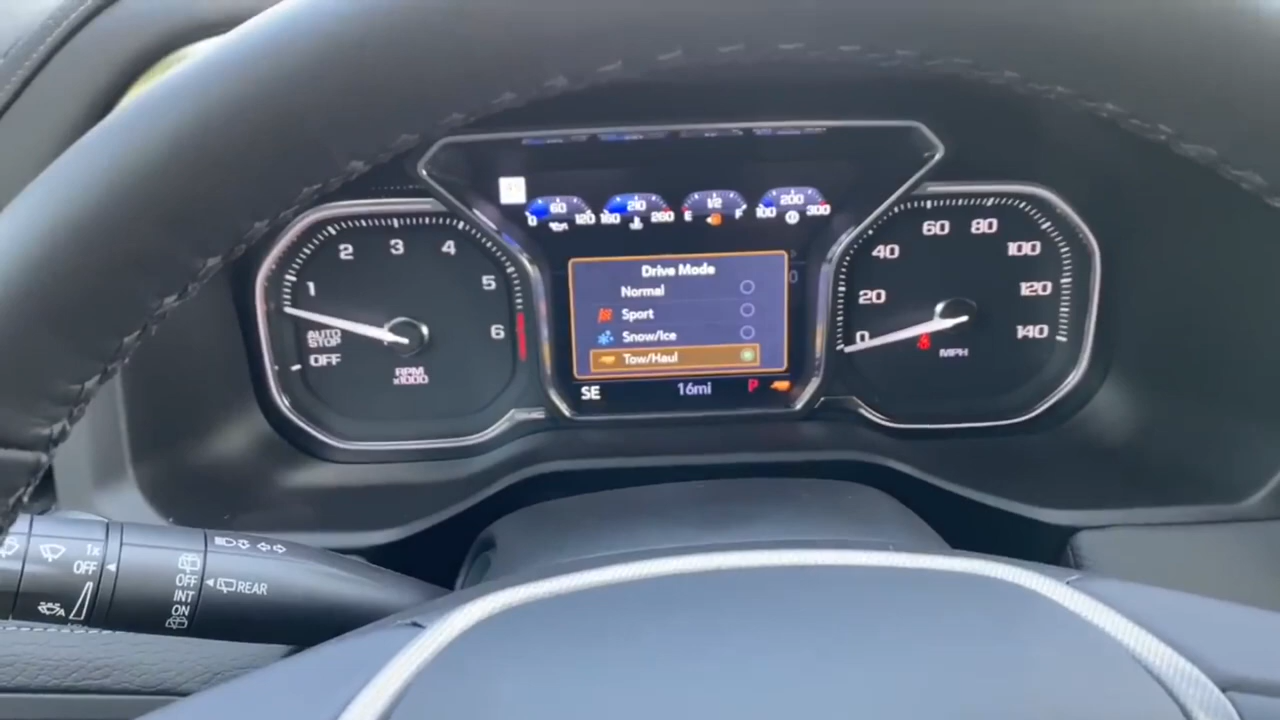 60
0
120
210
160
260
1/2
E
F
200
100
300
Drive Mode
Normal
Sport
Snow/Ice
Tow/Haul
SE
16mi
P
1
2
3
4
5
6
AUTO
STOP
OFF
RPM
x1000
0
20
40
60
80
100
120
140
MPH
1x
OFF
OFF
INT
ON
REAR